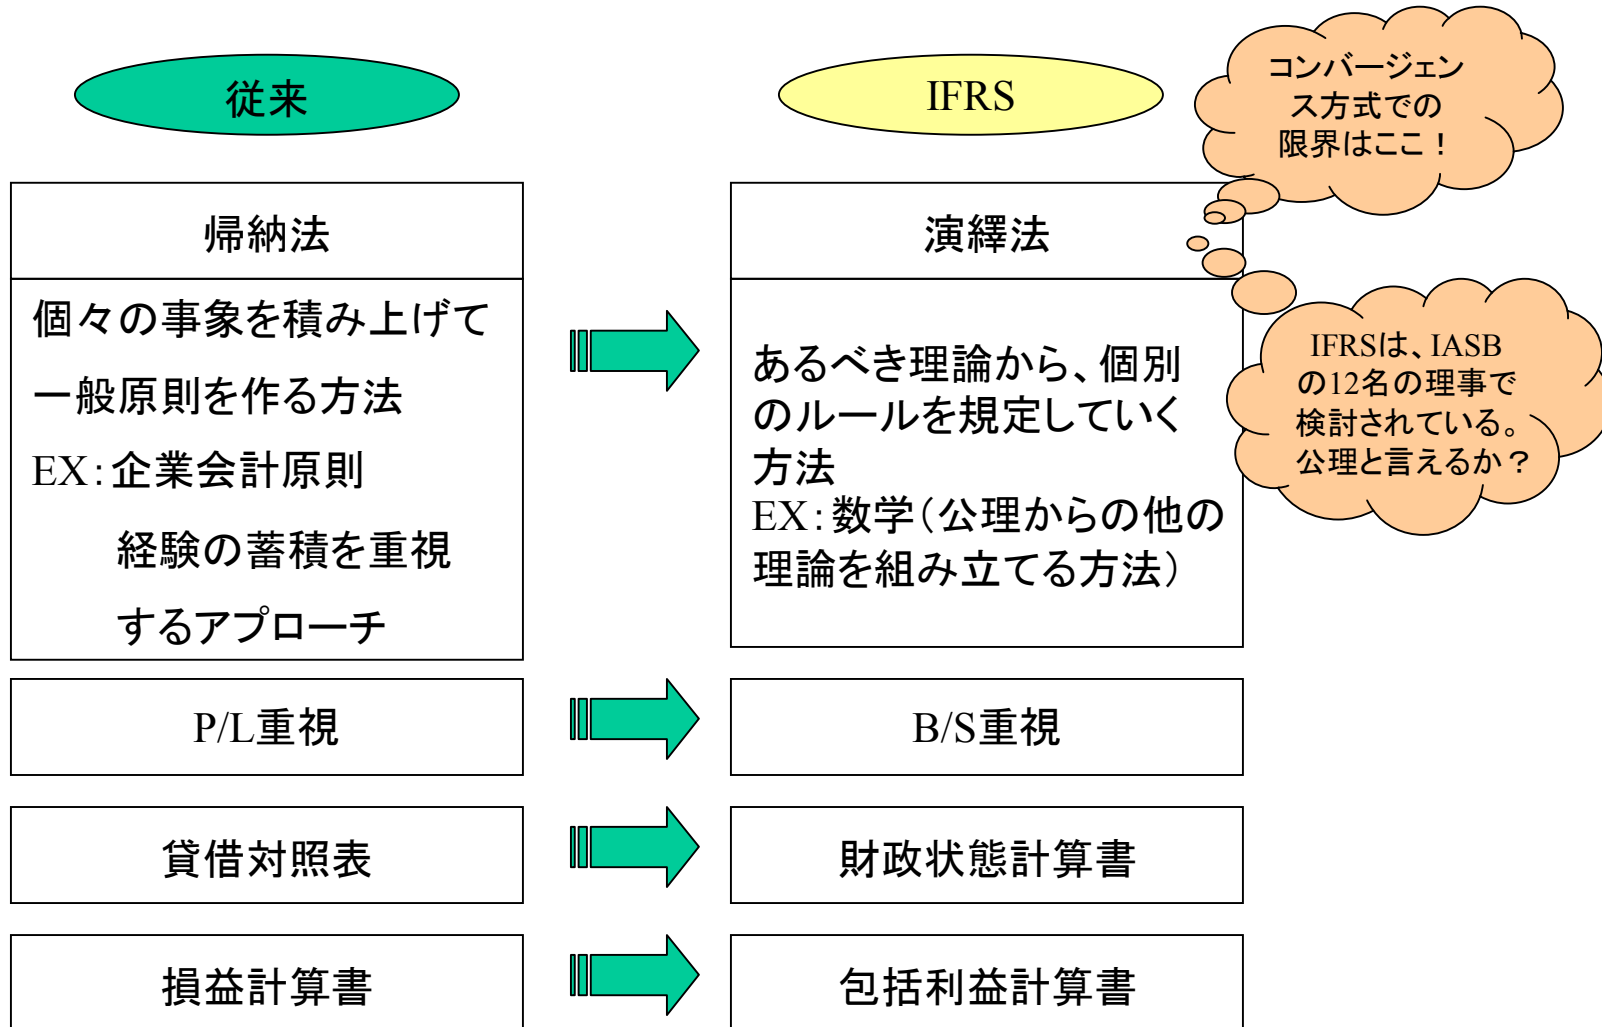 従来
IFRS
コンバージェン
ス方式での
限界はここ！
帰納法
演繹法
個々の事象を積み上げて
一般原則を作る方法
EX：企業会計原則
経験の蓄積を重視
するアプローチ
あるべき理論から、個別
のルールを規定していく
方法
EX：数学（公理からの他の
理論を組み立てる方法）
IFRSは、IASB
の12名の理事で
検討されている。
公理と言えるか？
P/L重視
B/S重視
貸借対照表
財政状態計算書
損益計算書
包括利益計算書